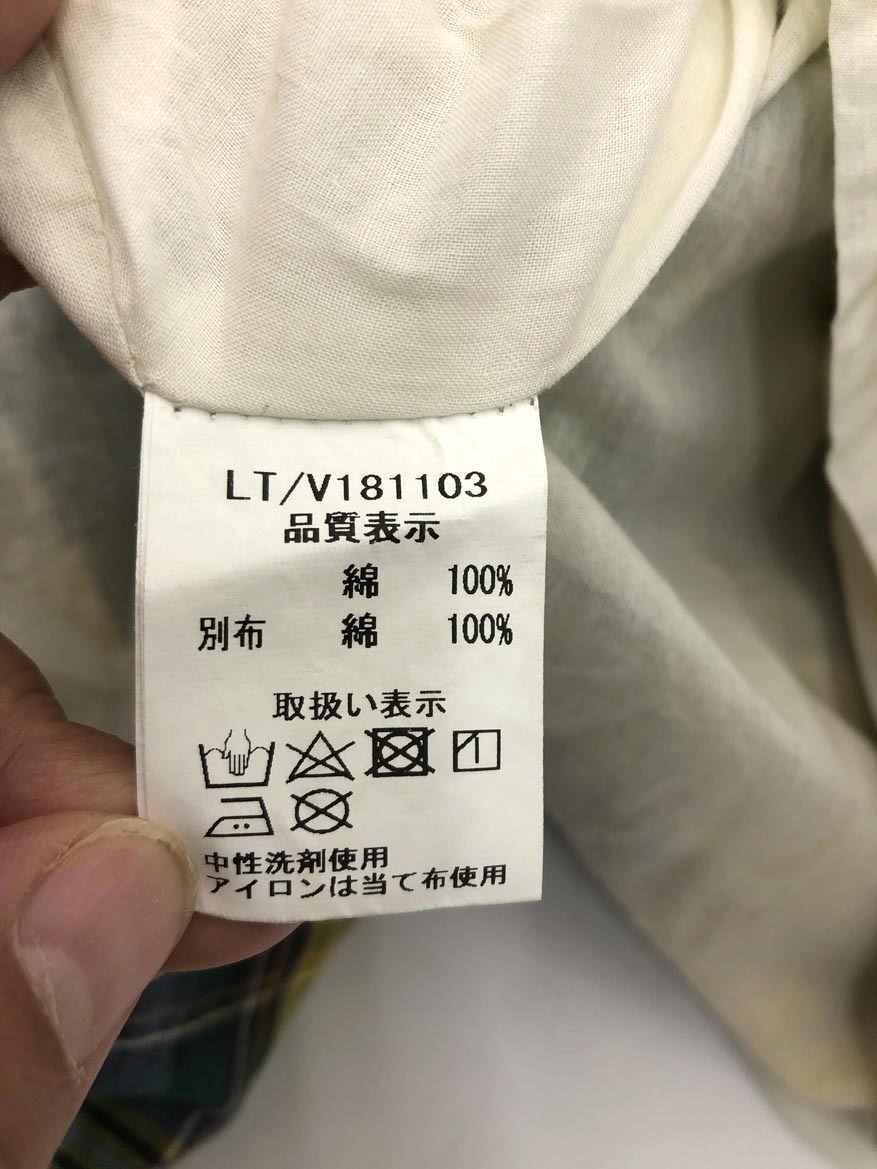 LT/V181103
品質表示
綿 100%
別布 綿 100%
取扱い表示
中性洗剤使用
アイロンは当て布使用